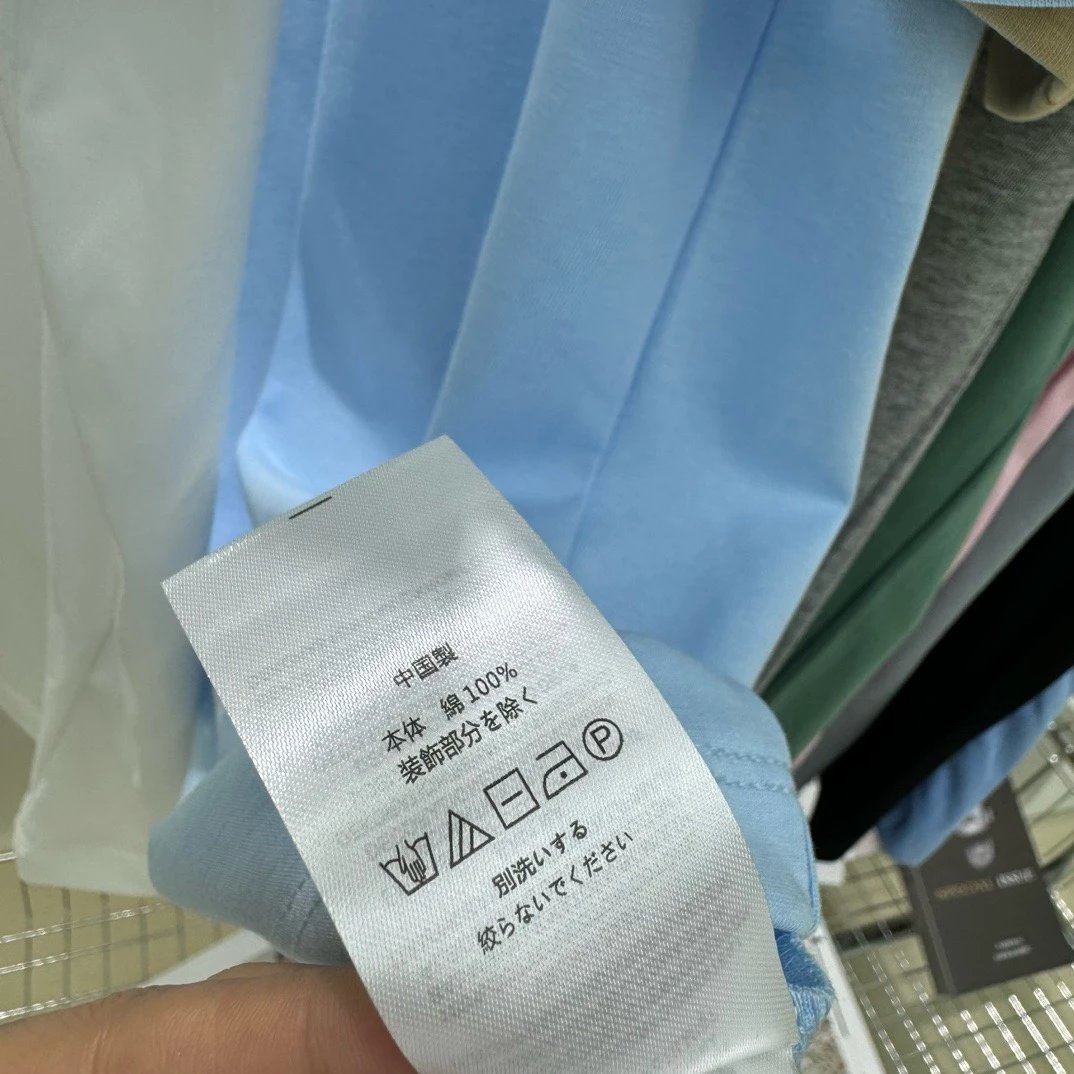 中国製
本体 綿100%
装飾部分を除く
P
別洗いする
絞らないでください